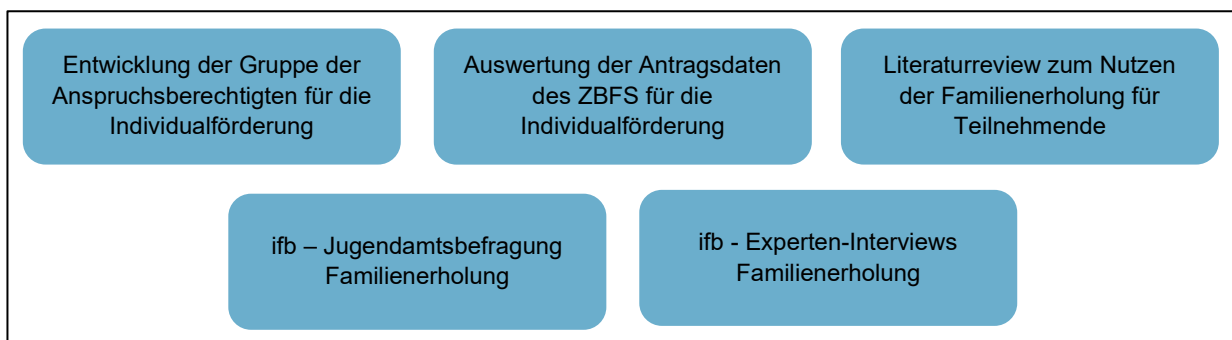 Entwicklung der Gruppe der
Anspruchsberechtigten für die
Individualförderung
Auswertung der Antragsdaten
des ZBFS für die
Individualförderung
Literaturreview zum Nutzen
der Familienerholung für
Teilnehmende
ifb – Jugendamtsbefragung
Familienerholung
ifb - Experten-Interviews
Familienerholung